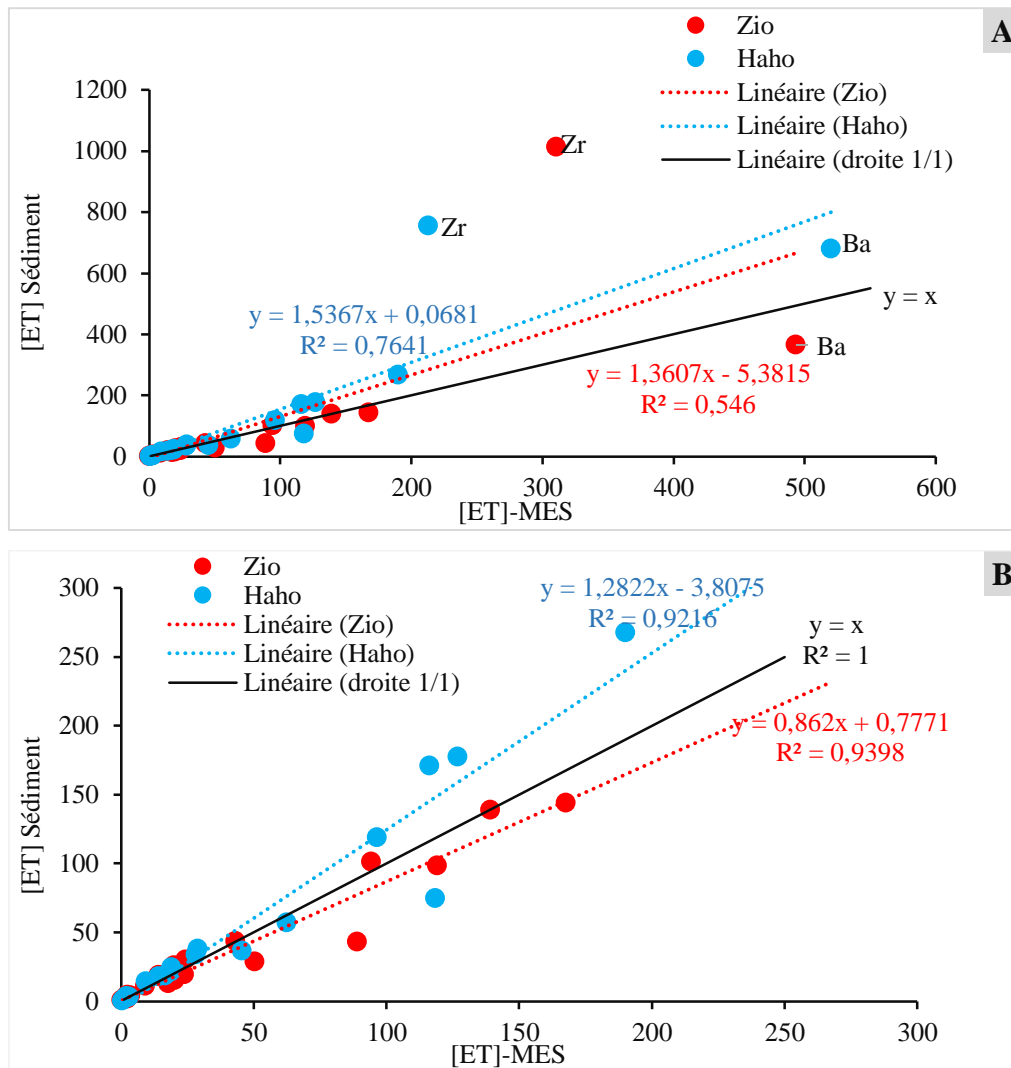 A
Zio
Haho
Linéaire (Zio)
Linéaire (Haho)
Linéaire (droite 1/1)
1200
1000
800
600
400
200
0
[ET] Sédiment
Zr
Zr
Ba
y = x
Ba
y = 1,5367x + 0,0681
R² = 0,7641
y = 1,3607x - 5,3815
R² = 0,546
0 100 200 300 400 500 600
[ET]-MES
B
Zio
Haho
Linéaire (Zio)
Linéaire (Haho)
Linéaire (droite 1/1)
300
250
200
150
100
50
0
[ET] Sédiment
y = 1,2822x - 3,8075
R² = 0,9216
y = x
R² = 1
y = 0,862x + 0,7771
R² = 0,9398
0 50 100 150 200 250 300
[ET]-MES